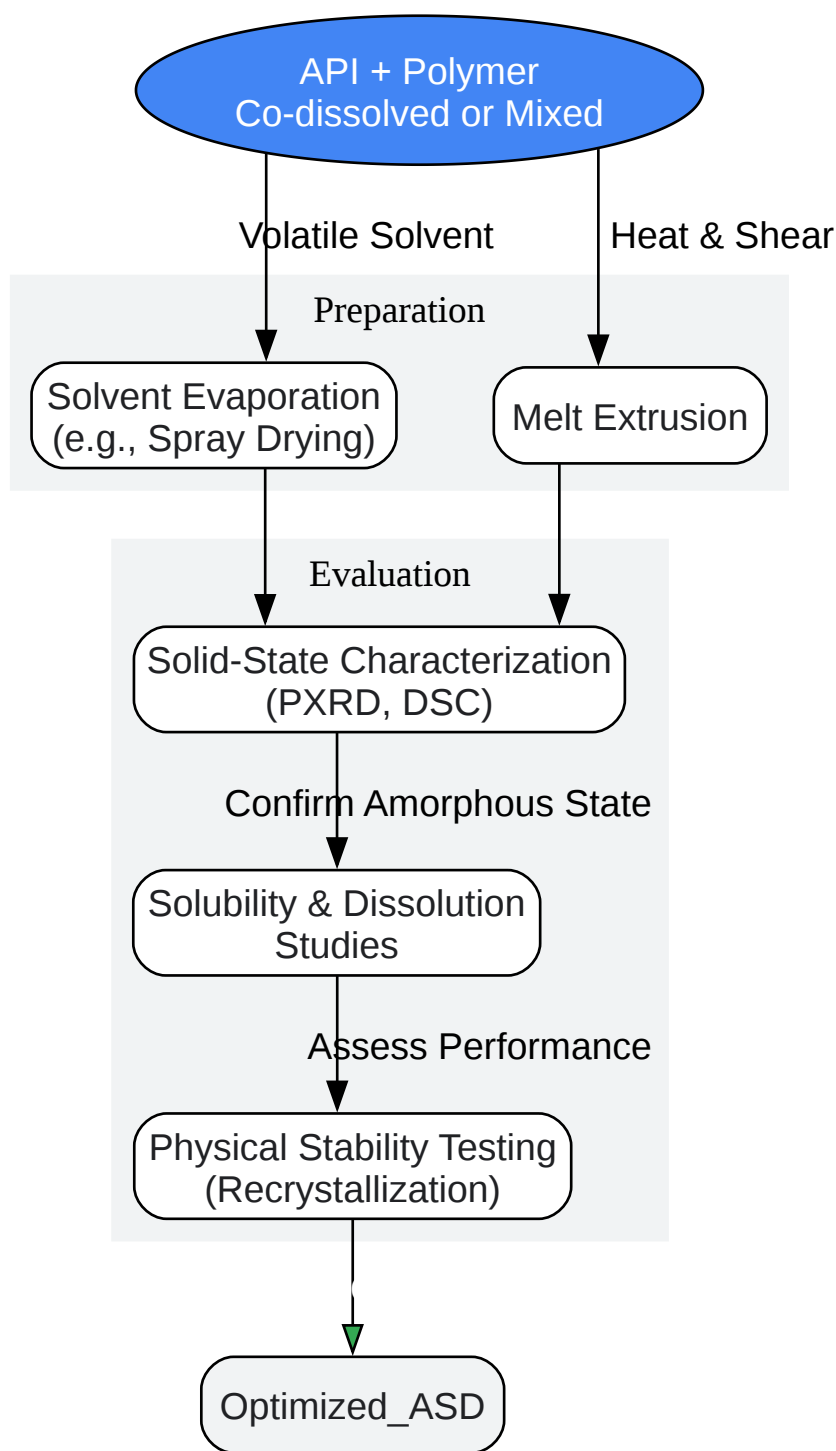 API + Polymer
Co-dissolved or Mixed
Volatile Solvent
Heat & Shear
Preparation
Solvent Evaporation
(e.g., Spray Drying)
Melt Extrusion
Evaluation
Solid-State Characterization
(PXRD, DSC)
Confirm Amorphous State
Solubility & Dissolution
Studies
Assess Performance
Physical Stability Testing
(Recrystallization)
Optimized_ASD